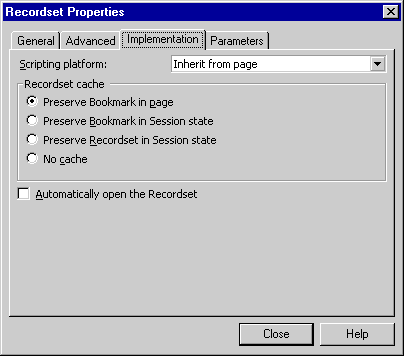 Recordset Properties
General Advanced Implementation Parameters
Scripting platform: Inherit from page
Recordset cache
Preserve Bookmark in page
Preserve Bookmark in Session state
Preserve Recordset in Session state
No cache
Automatically open the Recordset
Close Help